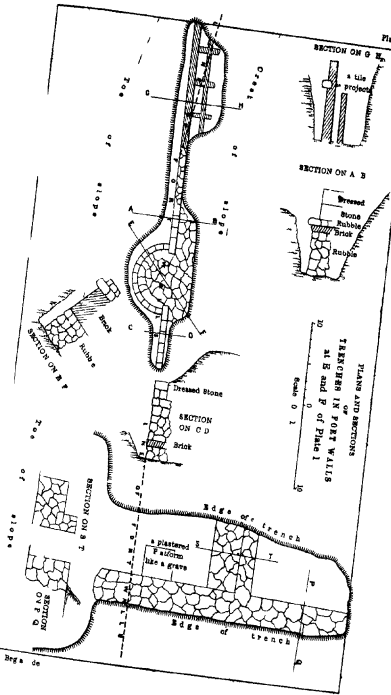 Pla
SECTION ON G H
a tile
projects
Crest of slope
Toe of slope
G
H
SECTION ON A B
Dressed
Stone
Rubble
Brick
Rubble
A
B
E
F
C
D
SECTION ON E F
Brick
Rubble
PLANS AND SECTIONS
OF
TRENCHES IN FORT WALLS
at E and F of Plate 1
Scale
10 0 10
Dressed Stone
SECTION
ON C D
Brick
Toe of slope
SECTION ON S T
SECTION
ON P Q
Edge of trench
a plastered
Platform
like a grave
S
T
P
Q
Edge of trench